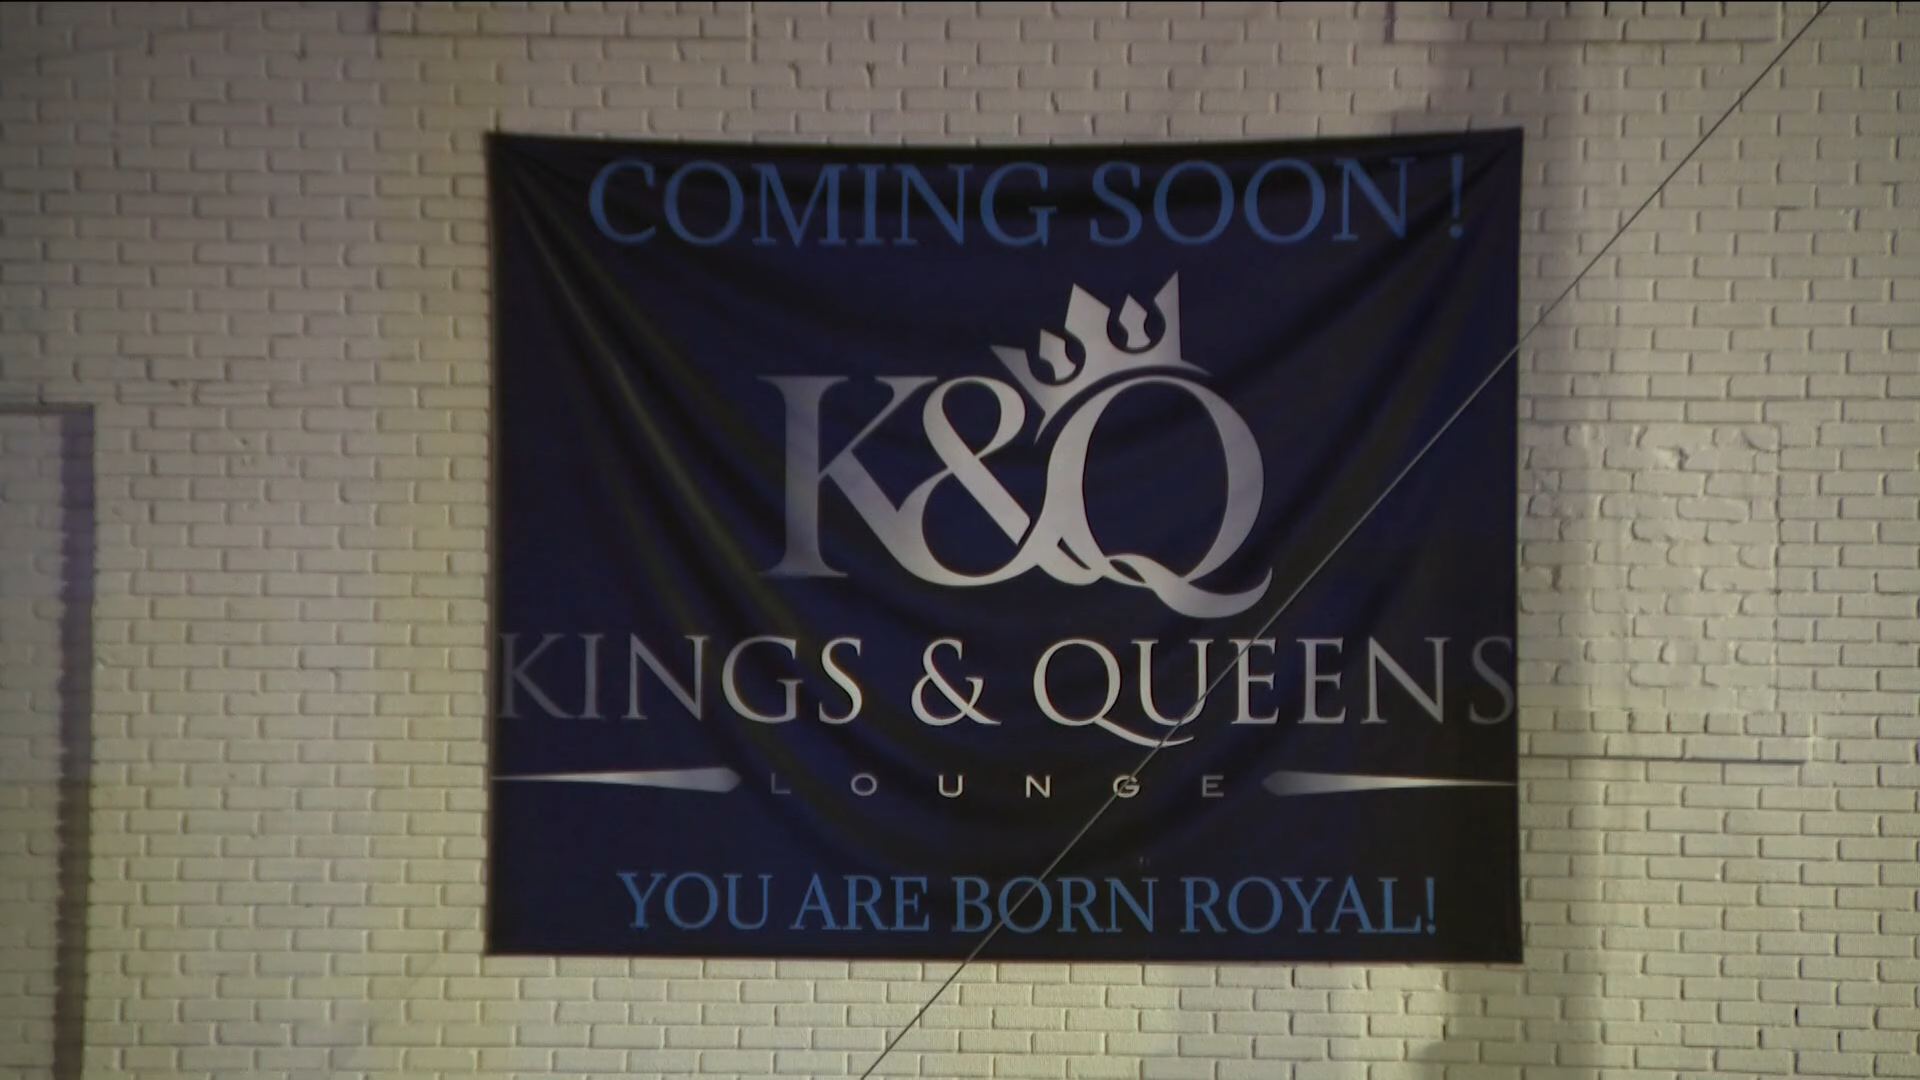 COMING SOON!
K&Q
KINGS & QUEENS
LOUNGE
YOU ARE BORN ROYAL!